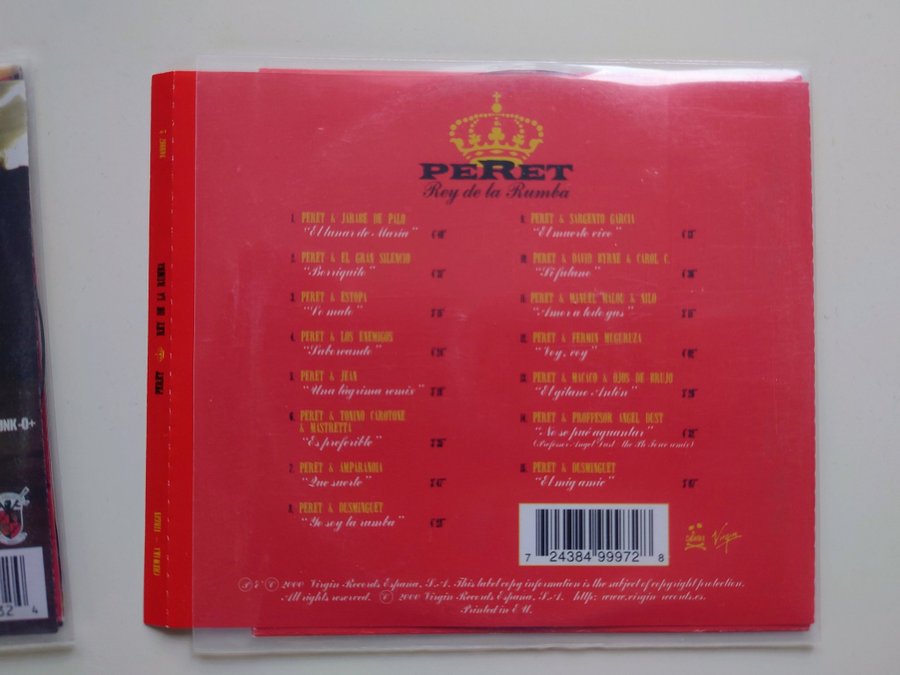 PERET
Rey de la Rumba
1. PERET & JARABE DE PALO
"El lunar de María"
2. PERET & EL GRAN SILENCIO
"Borriquito"
3. PERET & ESTOPA
"Lo mato"
4. PERET & LOS ENEMIGOS
"Saboreando"
5. PERET & JUAN
"Una lágrima remix"
6. PERET & TONINO CAROTONE
& MASTRETTA
"Es preferible"
7. PERET & AMPARANOIA
"Que suerte"
8. PERET & DUSMINGUET
"Yo soy la rumba"
9. PERET & SARGENTO GARCIA
"El muerto vivo"
10. PERET & DAVID BYRNE & CAROL C.
"Si fulano"
11. PERET & MANUEL MALOU & NILO
"Amor a todo gas"
12. PERET & FERMIN MUGURUZA
"Voy, voy"
13. PERET & MACACO & OJOS DE BRUJO
"El gitano Antón"
14. PERET & PROFFESOR ANGEL DUST
"No se pué aguantar"
15. PERET & DUSMINGUET
"El mig amic"
7 24384 99972 8
Virgin
℗ 2000 Virgin Records España, S.A. This label copy information is the subject of copyright protection.
All rights reserved. © 2000 Virgin Records España, S.A.
Printed in E.U.
PERET REY DE LA RUMBA
CHEWAKA - VIRGIN
UNK-O+